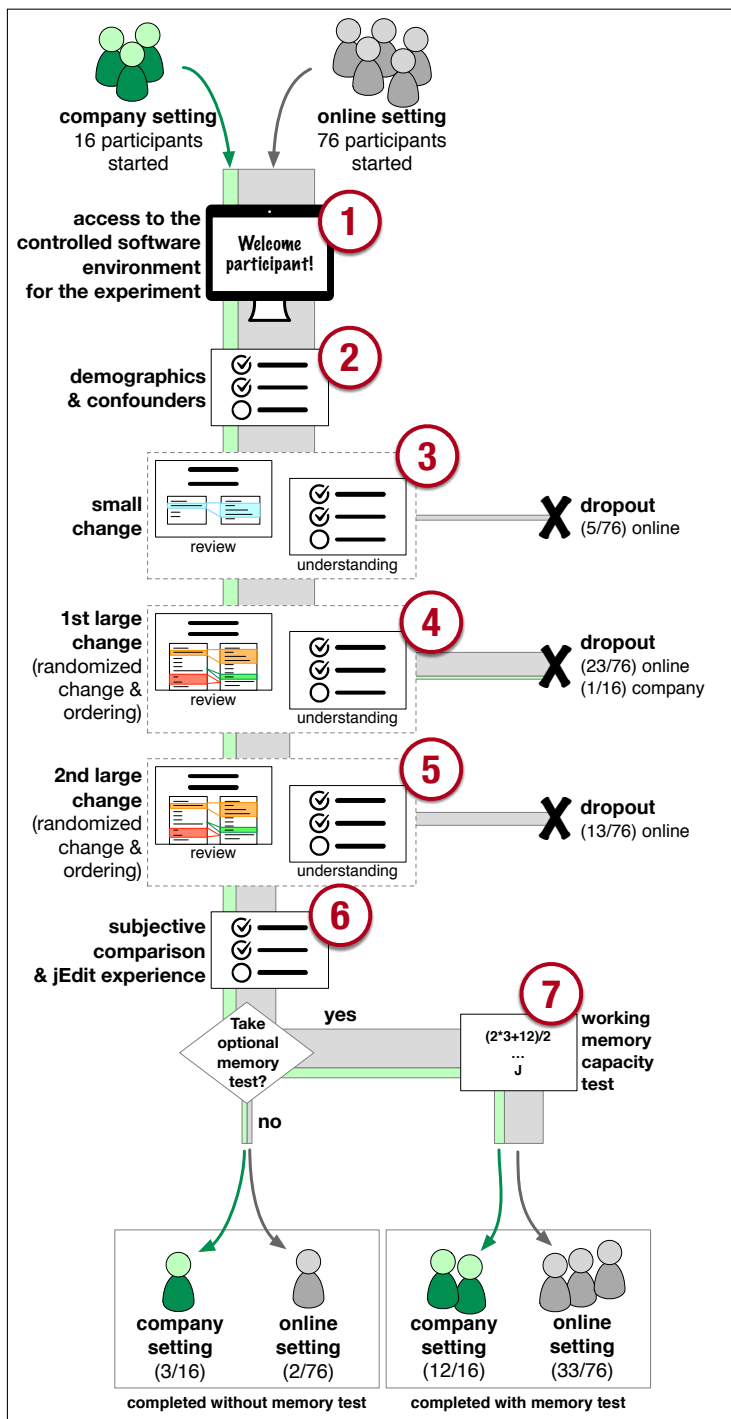 company setting
16 participants
started
online setting
76 participants
started
access to the
controlled software
environment
for the experiment
Welcome
participant!
1
demographics
& confounders
2
small
change
review
understanding
3
dropout
(5/76) online
1st large
change
(randomized
change &
ordering)
review
understanding
4
dropout
(23/76) online
(1/16) company
2nd large
change
(randomized
change &
ordering)
review
understanding
5
dropout
(13/76) online
subjective
comparison
& jEdit experience
6
Take
optional
memory
test?
yes
no
7
(2*3+12)/2
...
J
working
memory
capacity
test
company
setting
(3/16)
online
setting
(2/76)
completed without memory test
company
setting
(12/16)
online
setting
(33/76)
completed with memory test